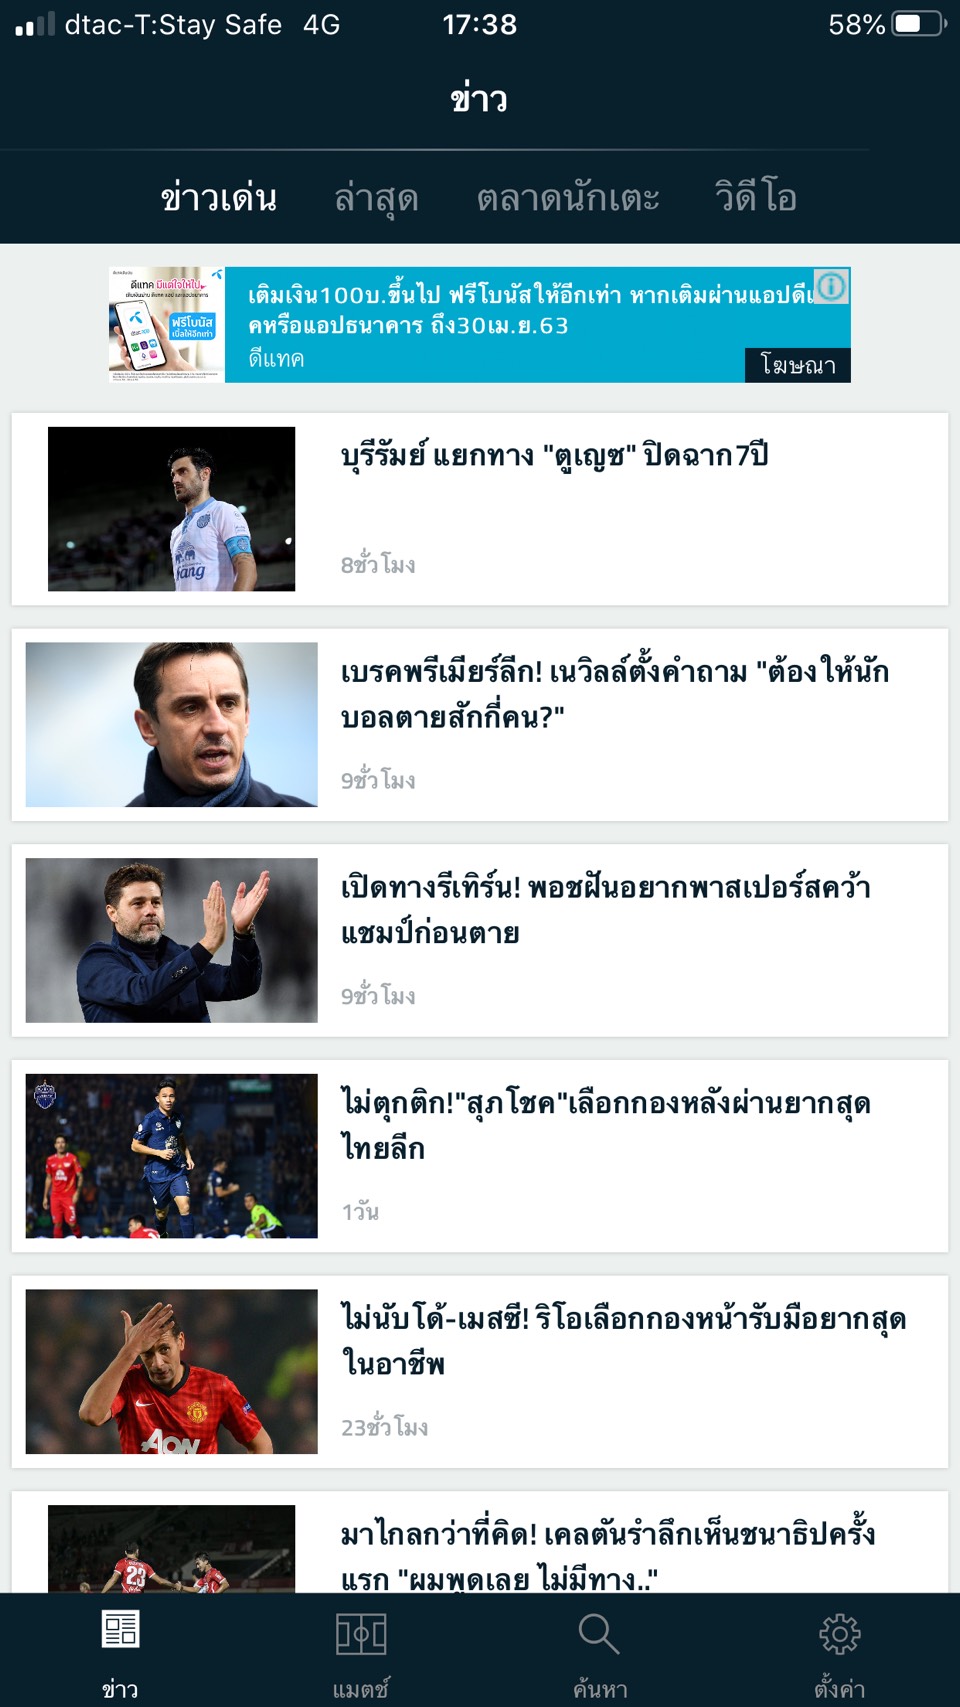 dtac-T:Stay Safe 4G 17:38 58%
ข่าว
ข่าวเด่น ล่าสุด ตลาดนักเตะ วิดีโอ
ดีแทค มีแต่ใจให้ไป
ฟรีโบนัส
เติมเงิน100บ.ขึ้นไป ฟรีโบนัสให้อีกเท่า หากเติมผ่านแอปดีแ
คหรือแอปธนาคาร ถึง30เม.ย.63
ดีแทค
โฆษณา
บุรีรัมย์ แยกทาง "ตูเญซ" ปิดฉาก7ปี
8ชั่วโมง
เบรคพรีเมียร์ลีก! เนวิลล์ตั้งคำถาม "ต้องให้นัก
บอลตายสักกี่คน?"
9ชั่วโมง
เปิดทางรีเทิร์น! พอชฝันอยากพาสเปอร์สคว้า
แชมป์ก่อนตาย
9ชั่วโมง
ไม่ตุกติก!"สุภโชค"เลือกกองหลังผ่านยากสุด
ไทยลีก
1วัน
ไม่นับโด้-เมสซี! ริโอเลือกกองหน้ารับมือยากสุด
ในอาชีพ
23ชั่วโมง
AON
มาไกลกว่าที่คิด! เคลตันรำลึกเห็นชนาธิปครั้ง
แรก "ผมพูดเลย ไม่มีทาง.."
23
ข่าว แมตช์ ค้นหา ตั้งค่า